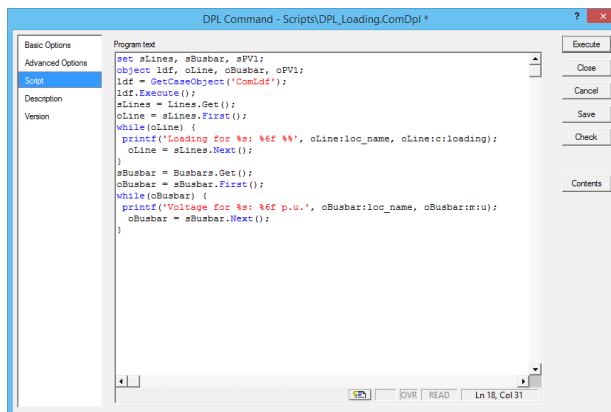 DPL Command - Scripts\DPL_Loading.ComDpl *
?
Basic Options
Advanced Options
Script
Description
Version
Program text
set sLines, sBusbar, sPV1;
object ldf, oLine, oBusbar, oPV1;
ldf = GetCaseObject('ComLdf');
ldf.Execute();
sLines = Lines.Get();
oLine = sLines.First();
while(oLine) {
printf('Loading for %s: %6f %%', oLine:loc_name, oLine:c:loading);
oLine = sLines.Next();
}
sBusbar = Busbars.Get();
oBusbar = sBusbar.First();
while(oBusbar) {
printf('Voltage for %s: %6f p.u.', oBusbar:loc_name, oBusbar:m:u);
oBusbar = sBusbar.Next();
}
OVR READ Ln 18, Col 31
Execute
Close
Cancel
Save
Check
Contents